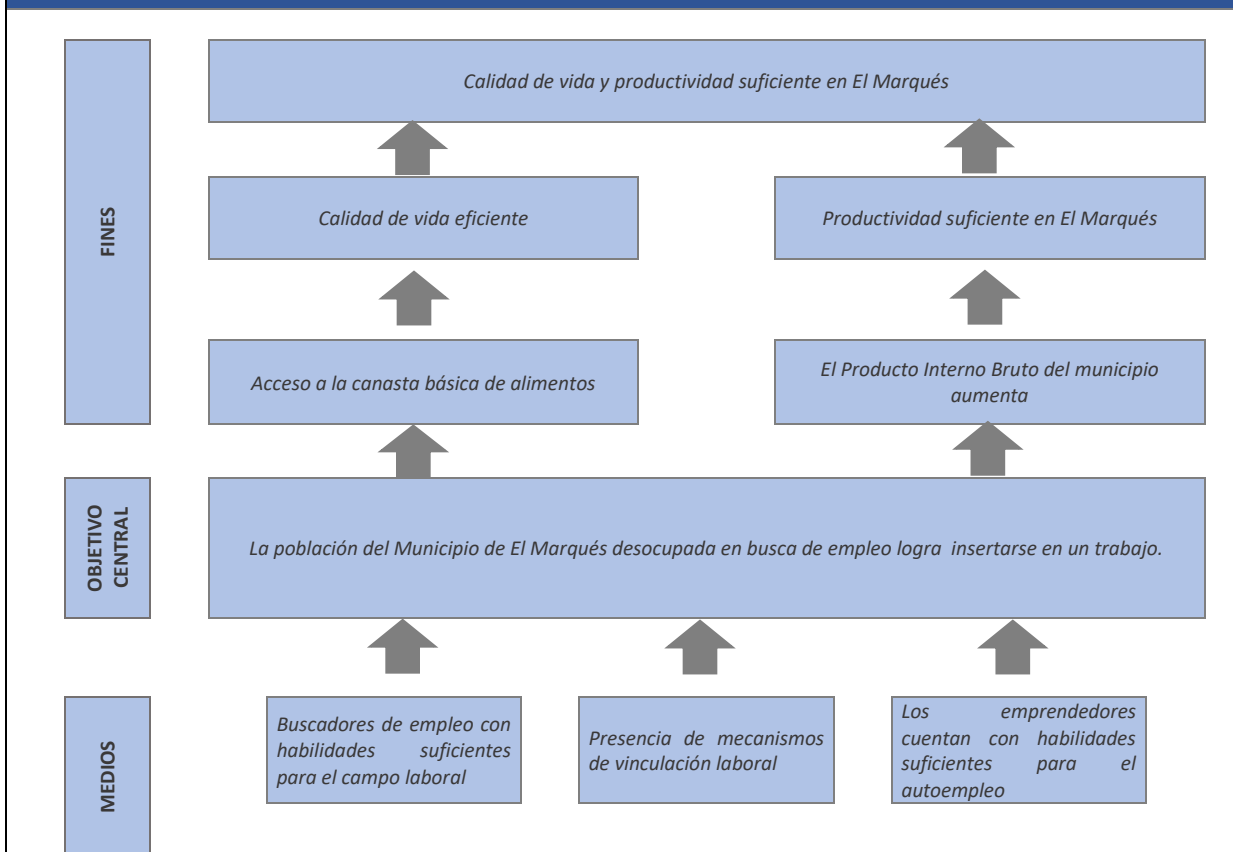 FINES
Calidad de vida y productividad suficiente en El Marqués
Calidad de vida eficiente
Productividad suficiente en El Marqués
Acceso a la canasta básica de alimentos
El Producto Interno Bruto del municipio
aumenta
OBJETIVO
CENTRAL
La población del Municipio de El Marqués desocupada en busca de empleo logra insertarse en un trabajo.
MEDIOS
Buscadores de empleo con
habilidades suficientes
para el campo laboral
Presencia de mecanismos
de vinculación laboral
Los emprendedores
cuentan con habilidades
suficientes para el
autoempleo